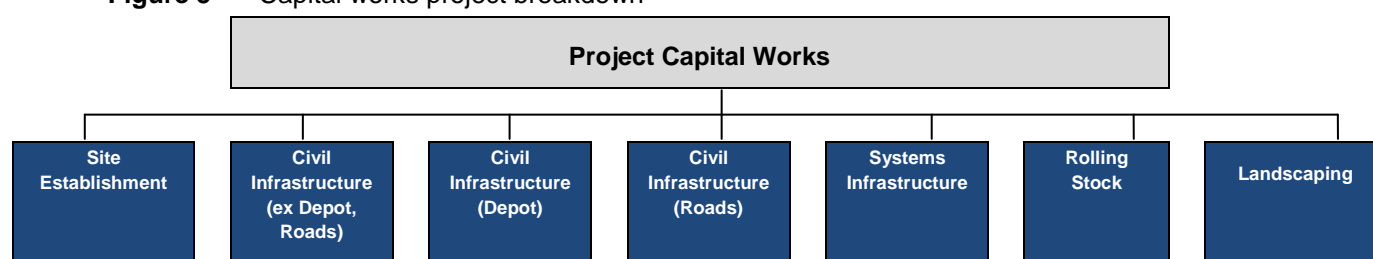 Figure 3 Capital works project breakdown
Project Capital Works
Site
Establishment
Civil
Infrastructure
(ex Depot,
Roads)
Civil
Infrastructure
(Depot)
Civil
Infrastructure
(Roads)
Systems
Infrastructure
Rolling
Stock
Landscaping